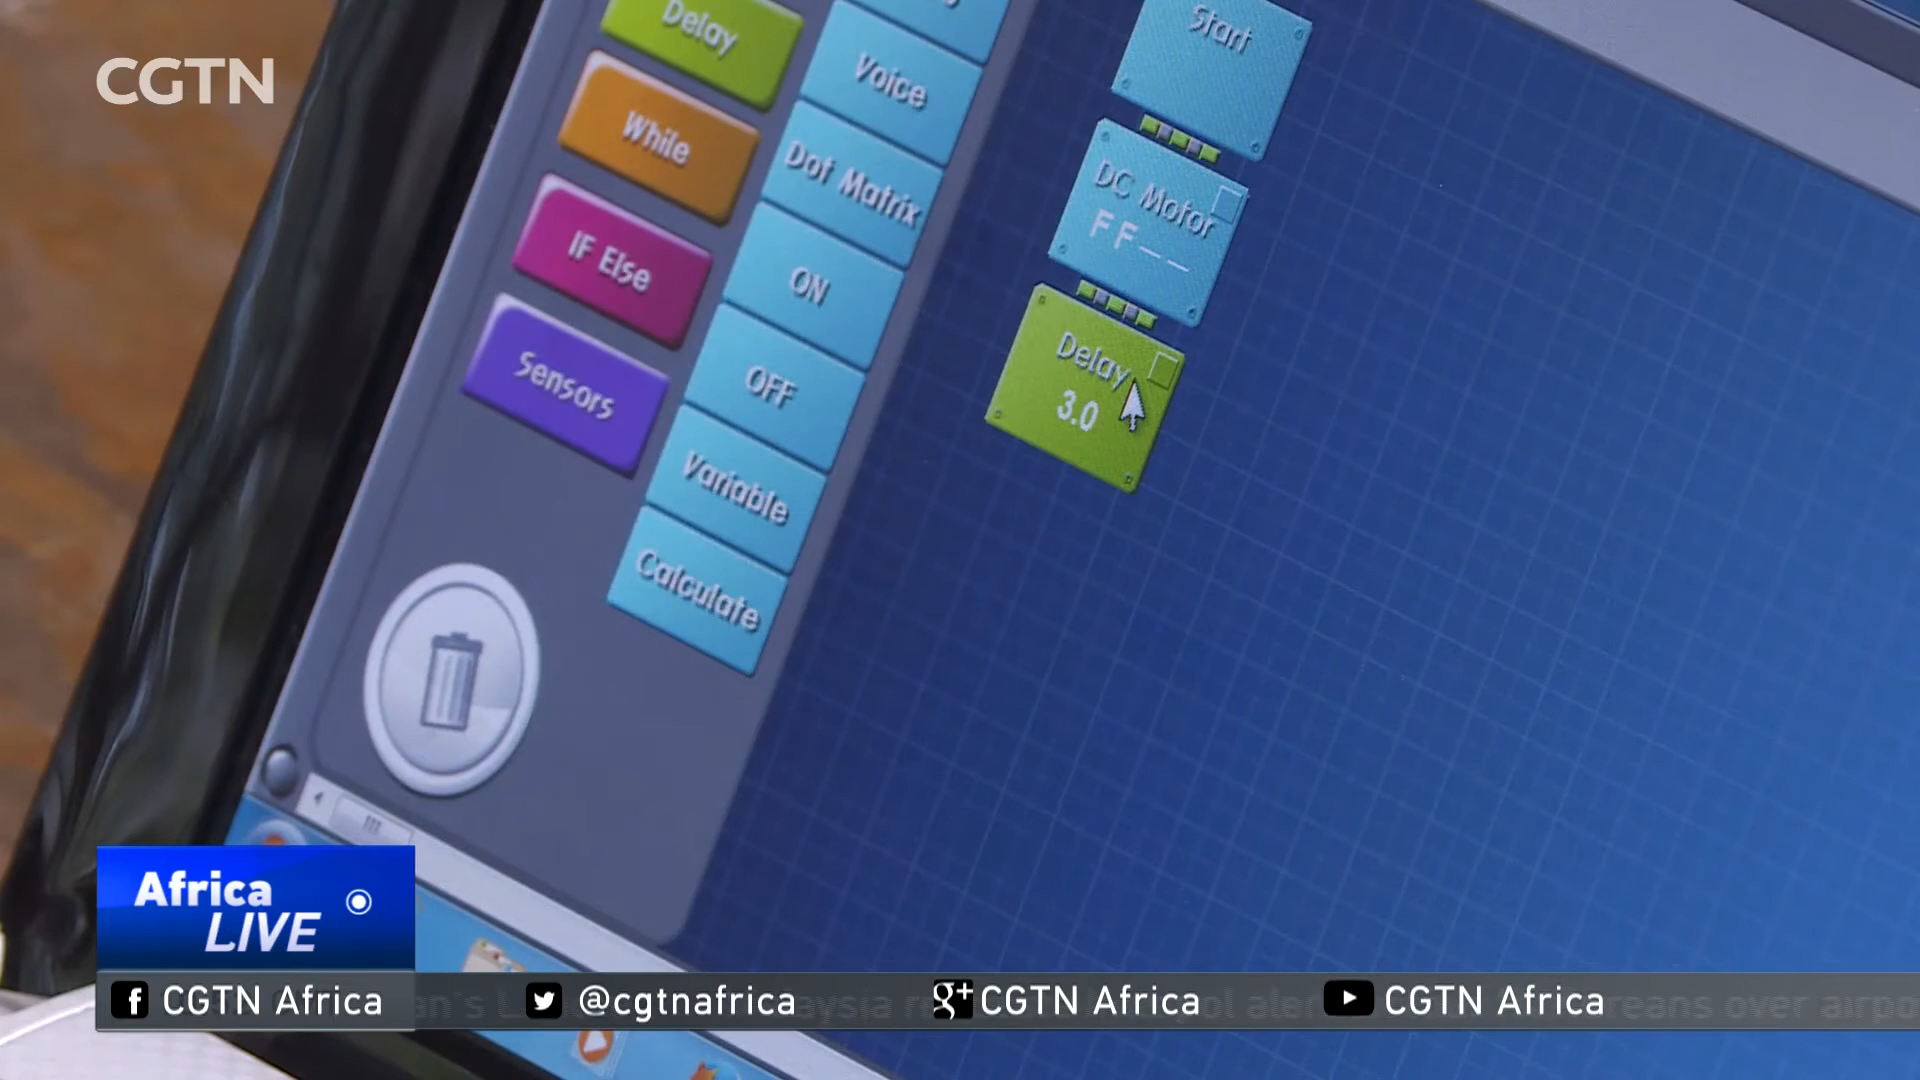 CGTN
Delay
While
IF Else
Sensors
Voice
Dot Matrix
ON
OFF
Variable
Calculate
Start
DC Motor
FF__
Delay
3.0
Africa
LIVE
CGTN Africa
@cgtnafrica
g+ CGTN Africa
CGTN Africa